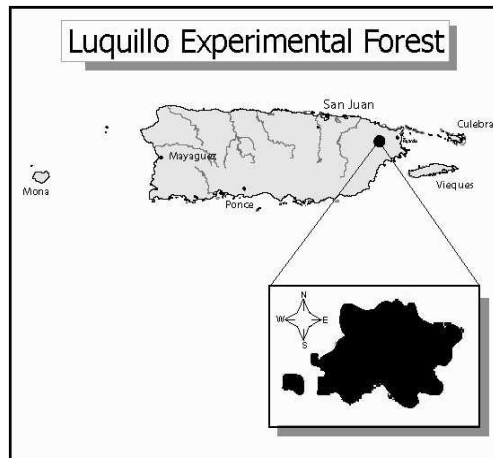 Luquillo Experimental Forest
San Juan
Culebra
Mayaguez
Vieques
Mona
Ponce
N
W E
S